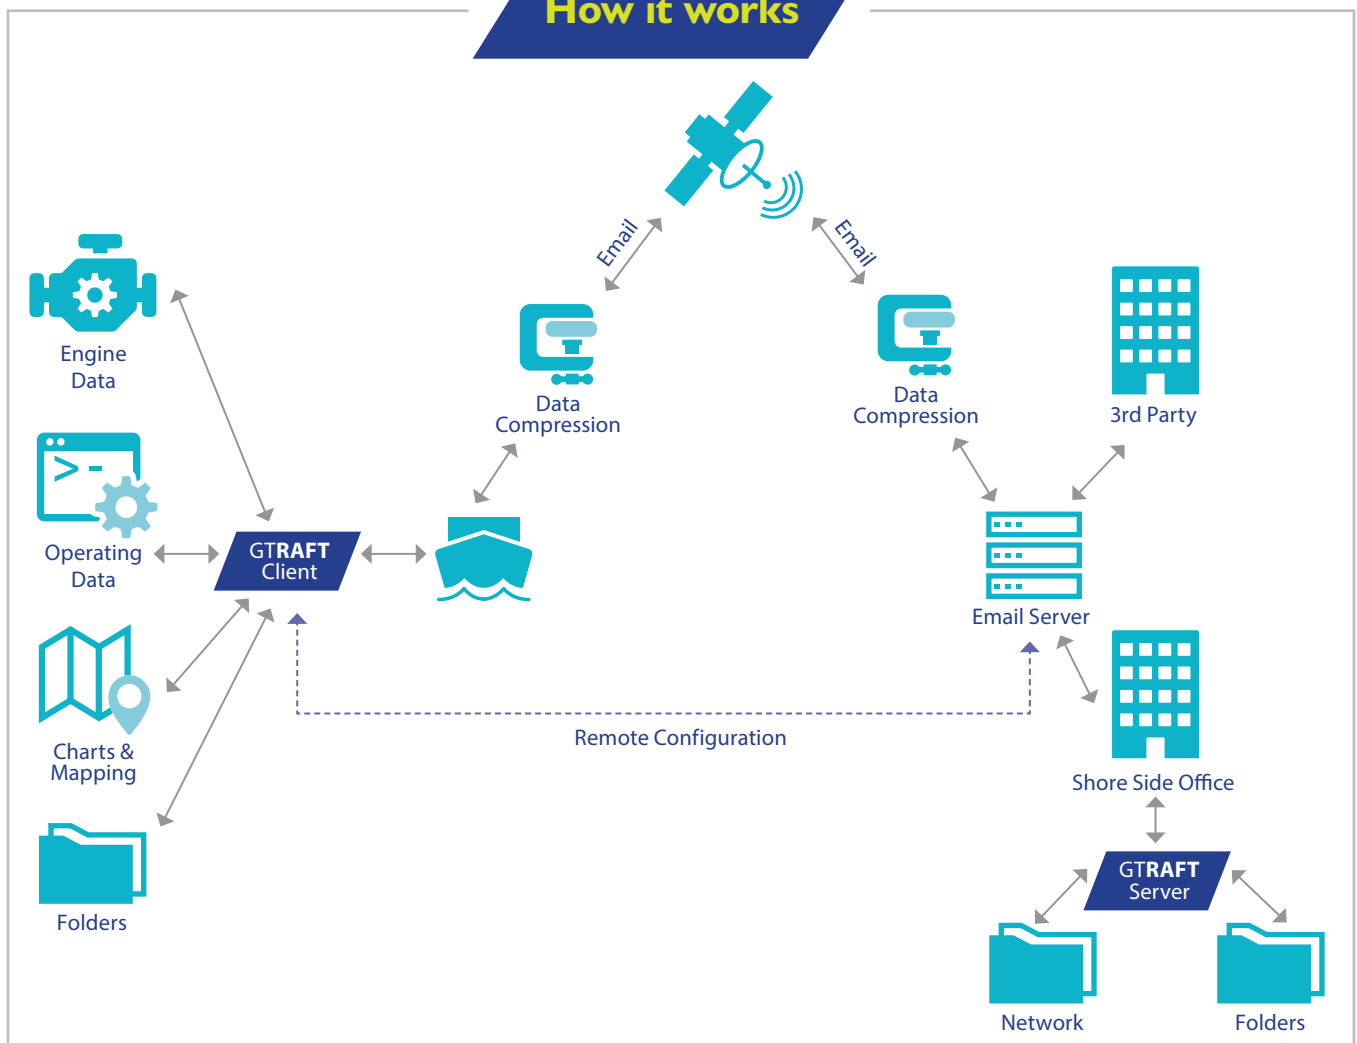 How it works
Email
Email
Engine
Data
Data
Compression
Data
Compression
3rd Party
Operating
Data
GTRAFT
Client
Email Server
Charts &
Mapping
Remote Configuration
Shore Side Office
Folders
GTRAFT
Server
Network
Folders